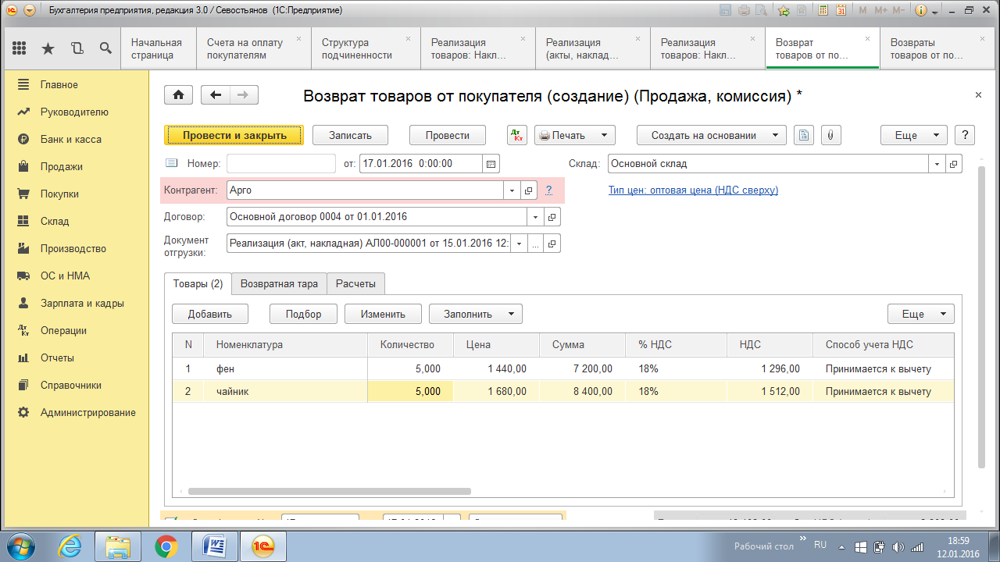 Бухгалтерия предприятия, редакция 3.0 / Севостьянов (1С:Предприятие)
M M+ M-
Начальная страница
Счета на оплату покупателям
Структура подчиненности
Реализация товаров: Накл...
Реализация (акты, наклад...
Реализация товаров: Накл...
Возврат товаров от по...
Возвраты товаров от по...
Главное
Руководителю
Банк и касса
Продажи
Покупки
Склад
Производство
ОС и НМА
Зарплата и кадры
Операции
Отчеты
Справочники
Администрирование
Возврат товаров от покупателя (создание) (Продажа, комиссия) *
Провести и закрыть Записать Провести Дт Кт Печать Создать на основании Еще ?
Номер: от: 17.01.2016 0:00:00 Склад: Основной склад
Контрагент: Арго ? Тип цен: оптовая цена (НДС сверху)
Договор: Основной договор 0004 от 01.01.2016
Документ отгрузки: Реализация (акт, накладная) АЛ00-000001 от 15.01.2016 12: ...
Товары (2) Возвратная тара Расчеты
Добавить Подбор Изменить Заполнить Еще
N Номенклатура Количество Цена Сумма % НДС НДС Способ учета НДС
1 фен 5,000 1 440,00 7 200,00 18% 1 296,00 Принимается к вычету
2 чайник 5,000 1 680,00 8 400,00 18% 1 512,00 Принимается к вычету
Рабочий стол » RU 18:59
12.01.2016